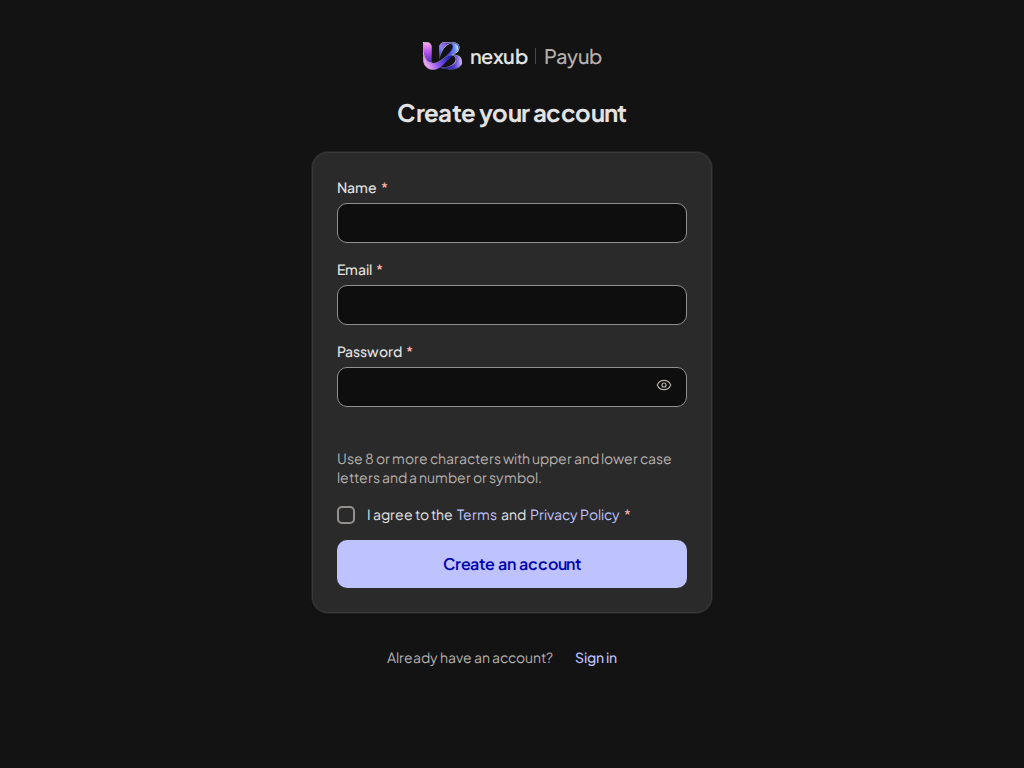 nexub | Payub
Create your account
Name *
Email *
Password *
Use 8 or more characters with upper and lower case
letters and a number or symbol.
I agree to the Terms and Privacy Policy *
Create an account
Already have an account? Sign in